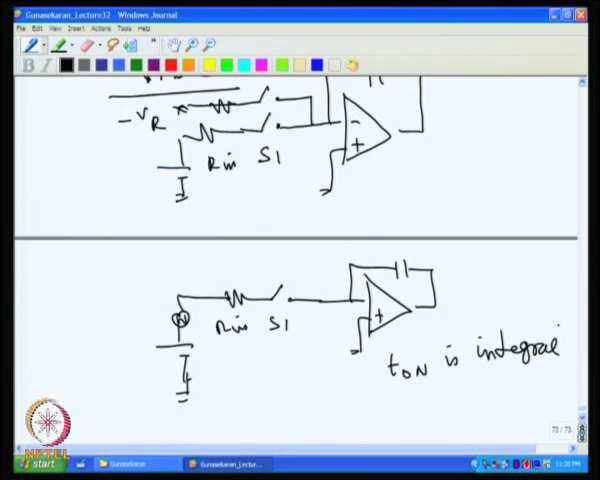 Gunasekaran_Lecture32 - Windows Journal
File Edit View Insert Actions Tools Help
B I
- VR
Rin S1
-
+
Rin S1
+
tON is integral
73 / 73
NPTEL
start Gunasekaran Gunasekaran_Lectur... 11:20 PM